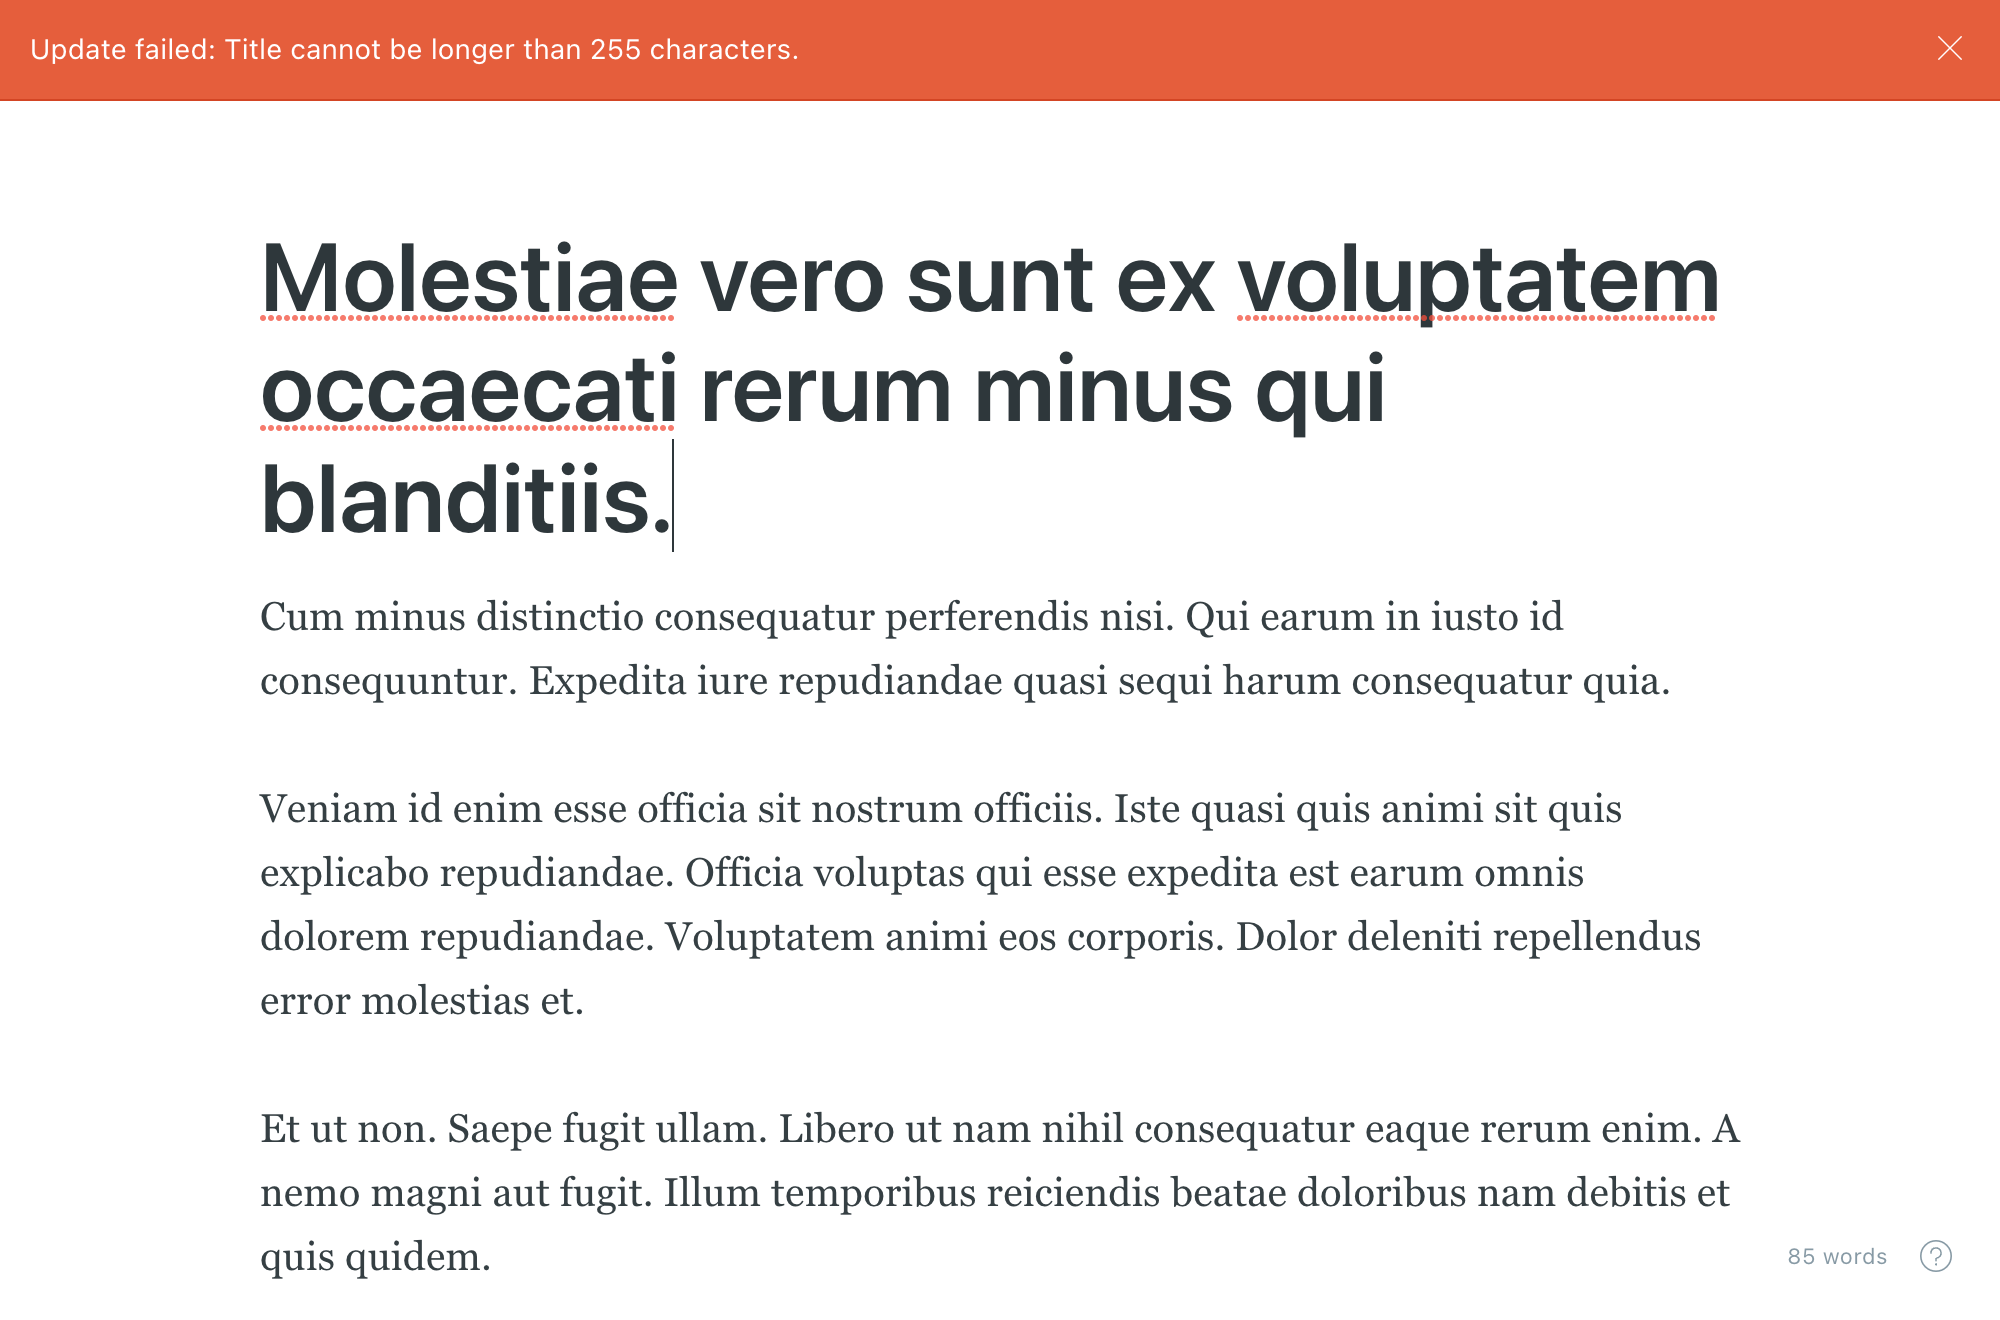 Update failed: Title cannot be longer than 255 characters.
Molestiae vero sunt ex voluptatem
occaecati rerum minus qui
blanditiis.
Cum minus distinctio consequatur perferendis nisi. Qui earum in iusto id
consequuntur. Expedita iure repudiandae quasi sequi harum consequatur quia.
Veniam id enim esse officia sit nostrum officiis. Iste quasi quis animi sit quis
explicabo repudiandae. Officia voluptas qui esse expedita est earum omnis
dolorem repudiandae. Voluptatem animi eos corporis. Dolor deleniti repellendus
error molestias et.
Et ut non. Saepe fugit ullam. Libero ut nam nihil consequatur eaque rerum enim. A
nemo magni aut fugit. Illum temporibus reiciendis beatae doloribus nam debitis et
quis quidem.
85 words
?